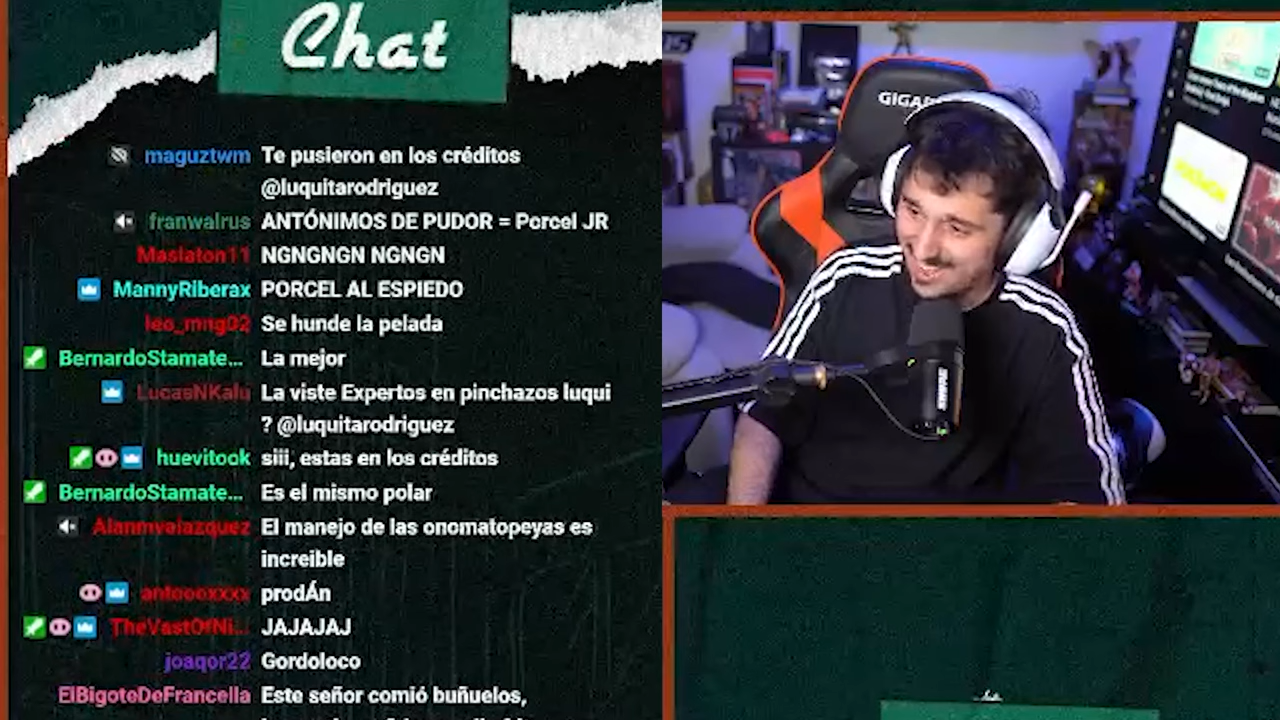 Chat
maguztwm Te pusieron en los créditos
@luquitarodriguez
franwalrus ANTÓNIMOS DE PUDOR = Porcel JR
Maslaton11 NGNGNGN NGNGN
MannyRiberax PORCEL AL ESPIEDO
leo_mng02 Se hunde la pelada
BernardoStamate... La mejor
LucasNKalu La viste Expertos en pinchazos luqui
? @luquitarodriguez
huevitook siii, estas en los créditos
BernardoStamate... Es el mismo polar
Alanmvelazquez El manejo de las onomatopeyas es
increible
antoooxxxx prodÁn
TheVastOfNi... JAJAJAJ
joaqor22 Gordoloco
ElBigoteDeFrancella Este señor comió buñuelos,